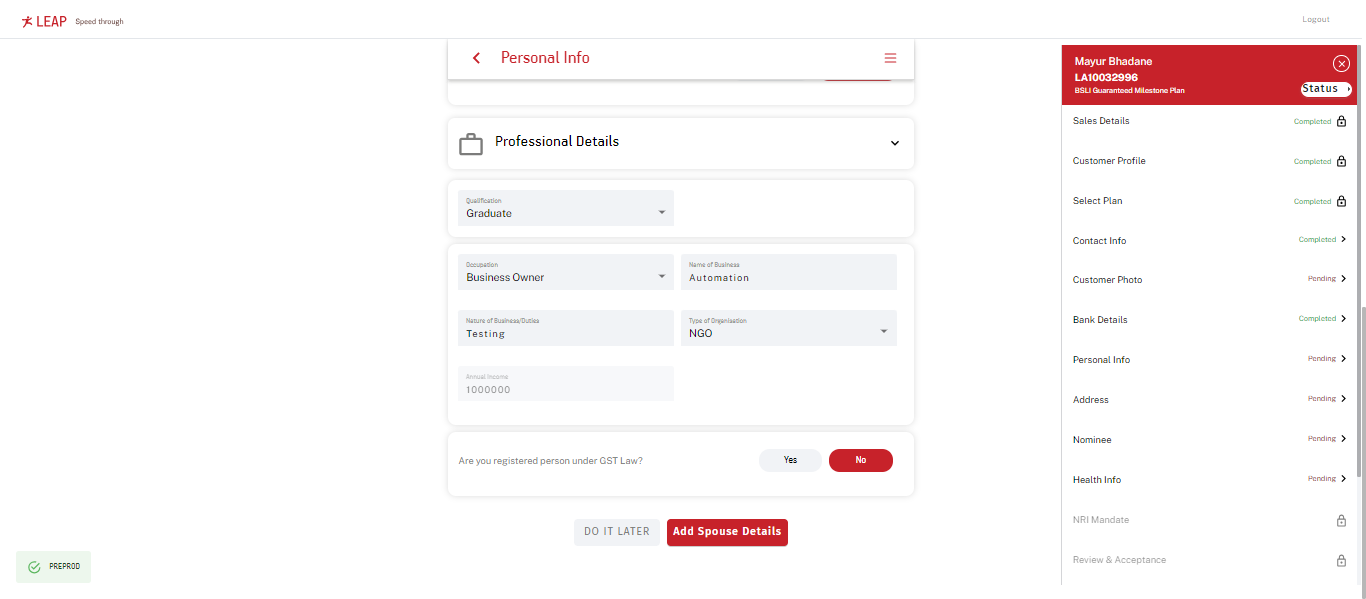 LEAP Speed through
Logout
Personal Info
Professional Details
Qualification
Graduate
Occupation
Business Owner
Name of Business
Automation
Nature of Business/Duties
Testing
Type of Organisation
NGO
Annual Income
1000000
Are you registered person under GST Law?
Yes
No
DO IT LATER
Add Spouse Details
PREPROD
Mayur Bhadane
LA10032996
BSLI Guaranteed Milestone Plan
Status
Sales Details Completed
Customer Profile Completed
Select Plan Completed
Contact Info Completed
Customer Photo Pending
Bank Details Completed
Personal Info Pending
Address Pending
Nominee Pending
Health Info Pending
NRI Mandate
Review & Acceptance